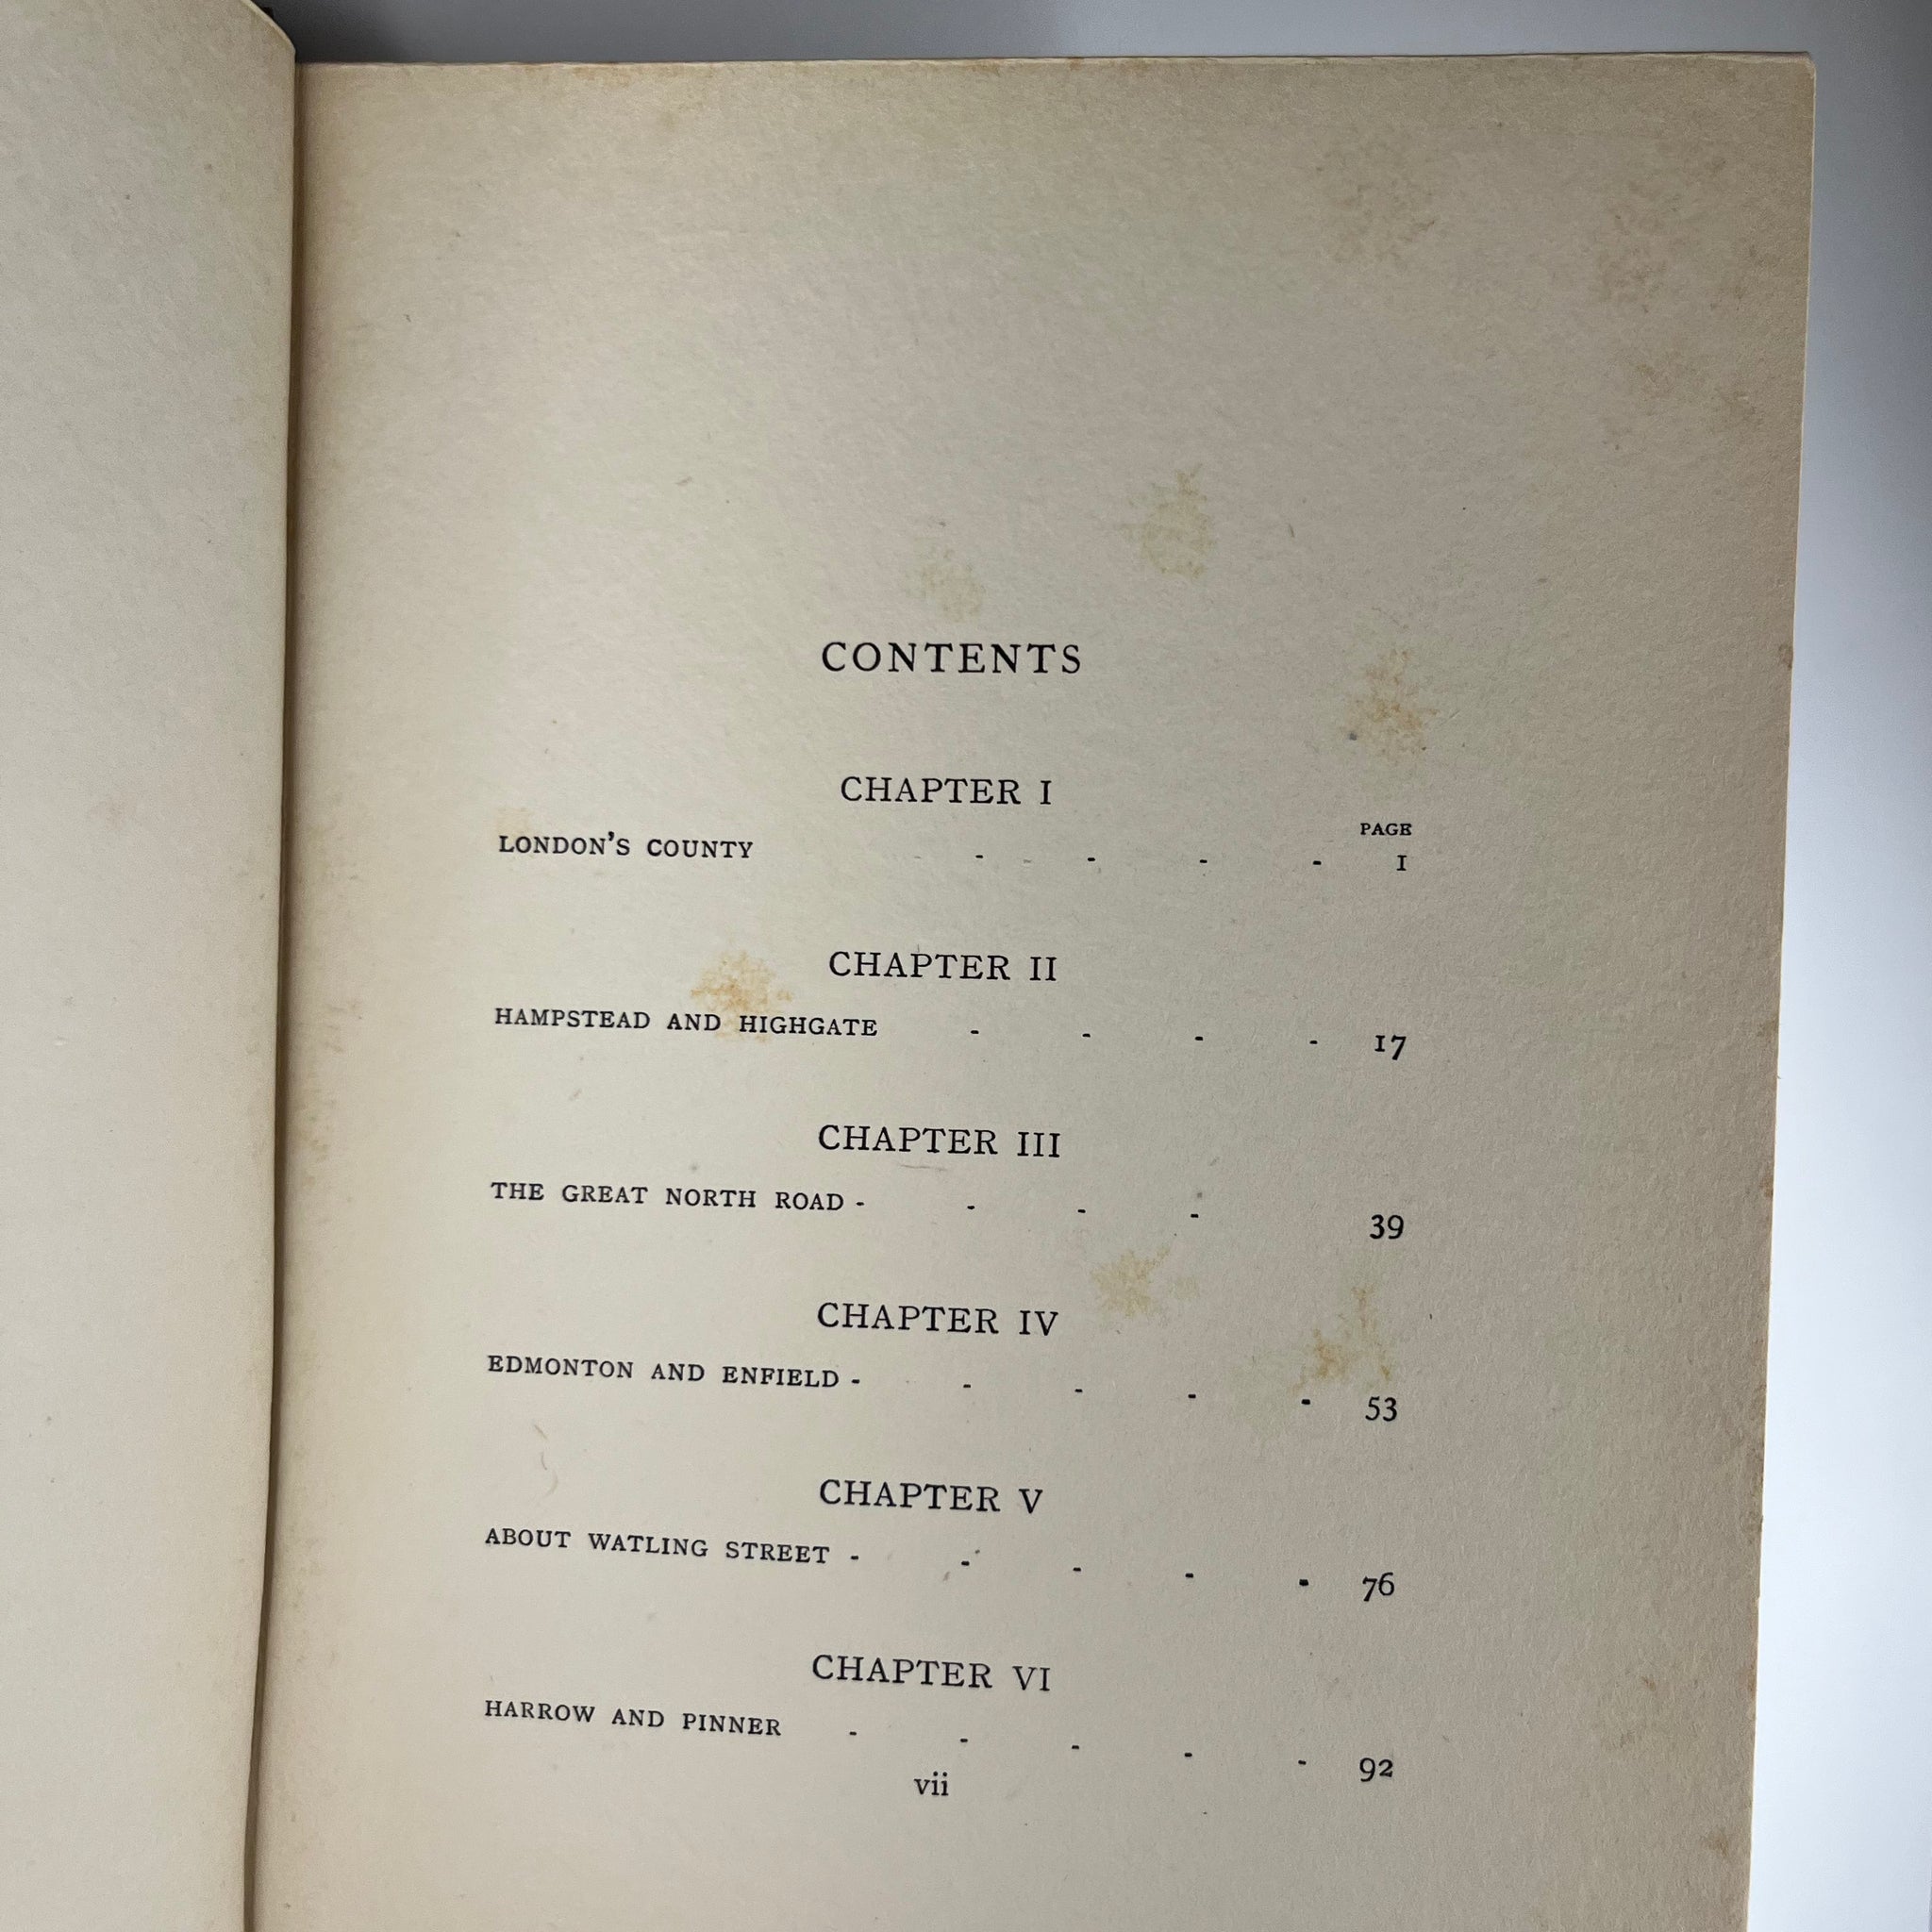 CONTENTS
CHAPTER I
PAGE
LONDON'S COUNTY - - - - 1
CHAPTER II
HAMPSTEAD AND HIGHGATE - - - - 17
CHAPTER III
THE GREAT NORTH ROAD - - - - 39
CHAPTER IV
EDMONTON AND ENFIELD - - - - - 53
CHAPTER V
ABOUT WATLING STREET - - - - - 76
CHAPTER VI
HARROW AND PINNER - - - - - 92
vii